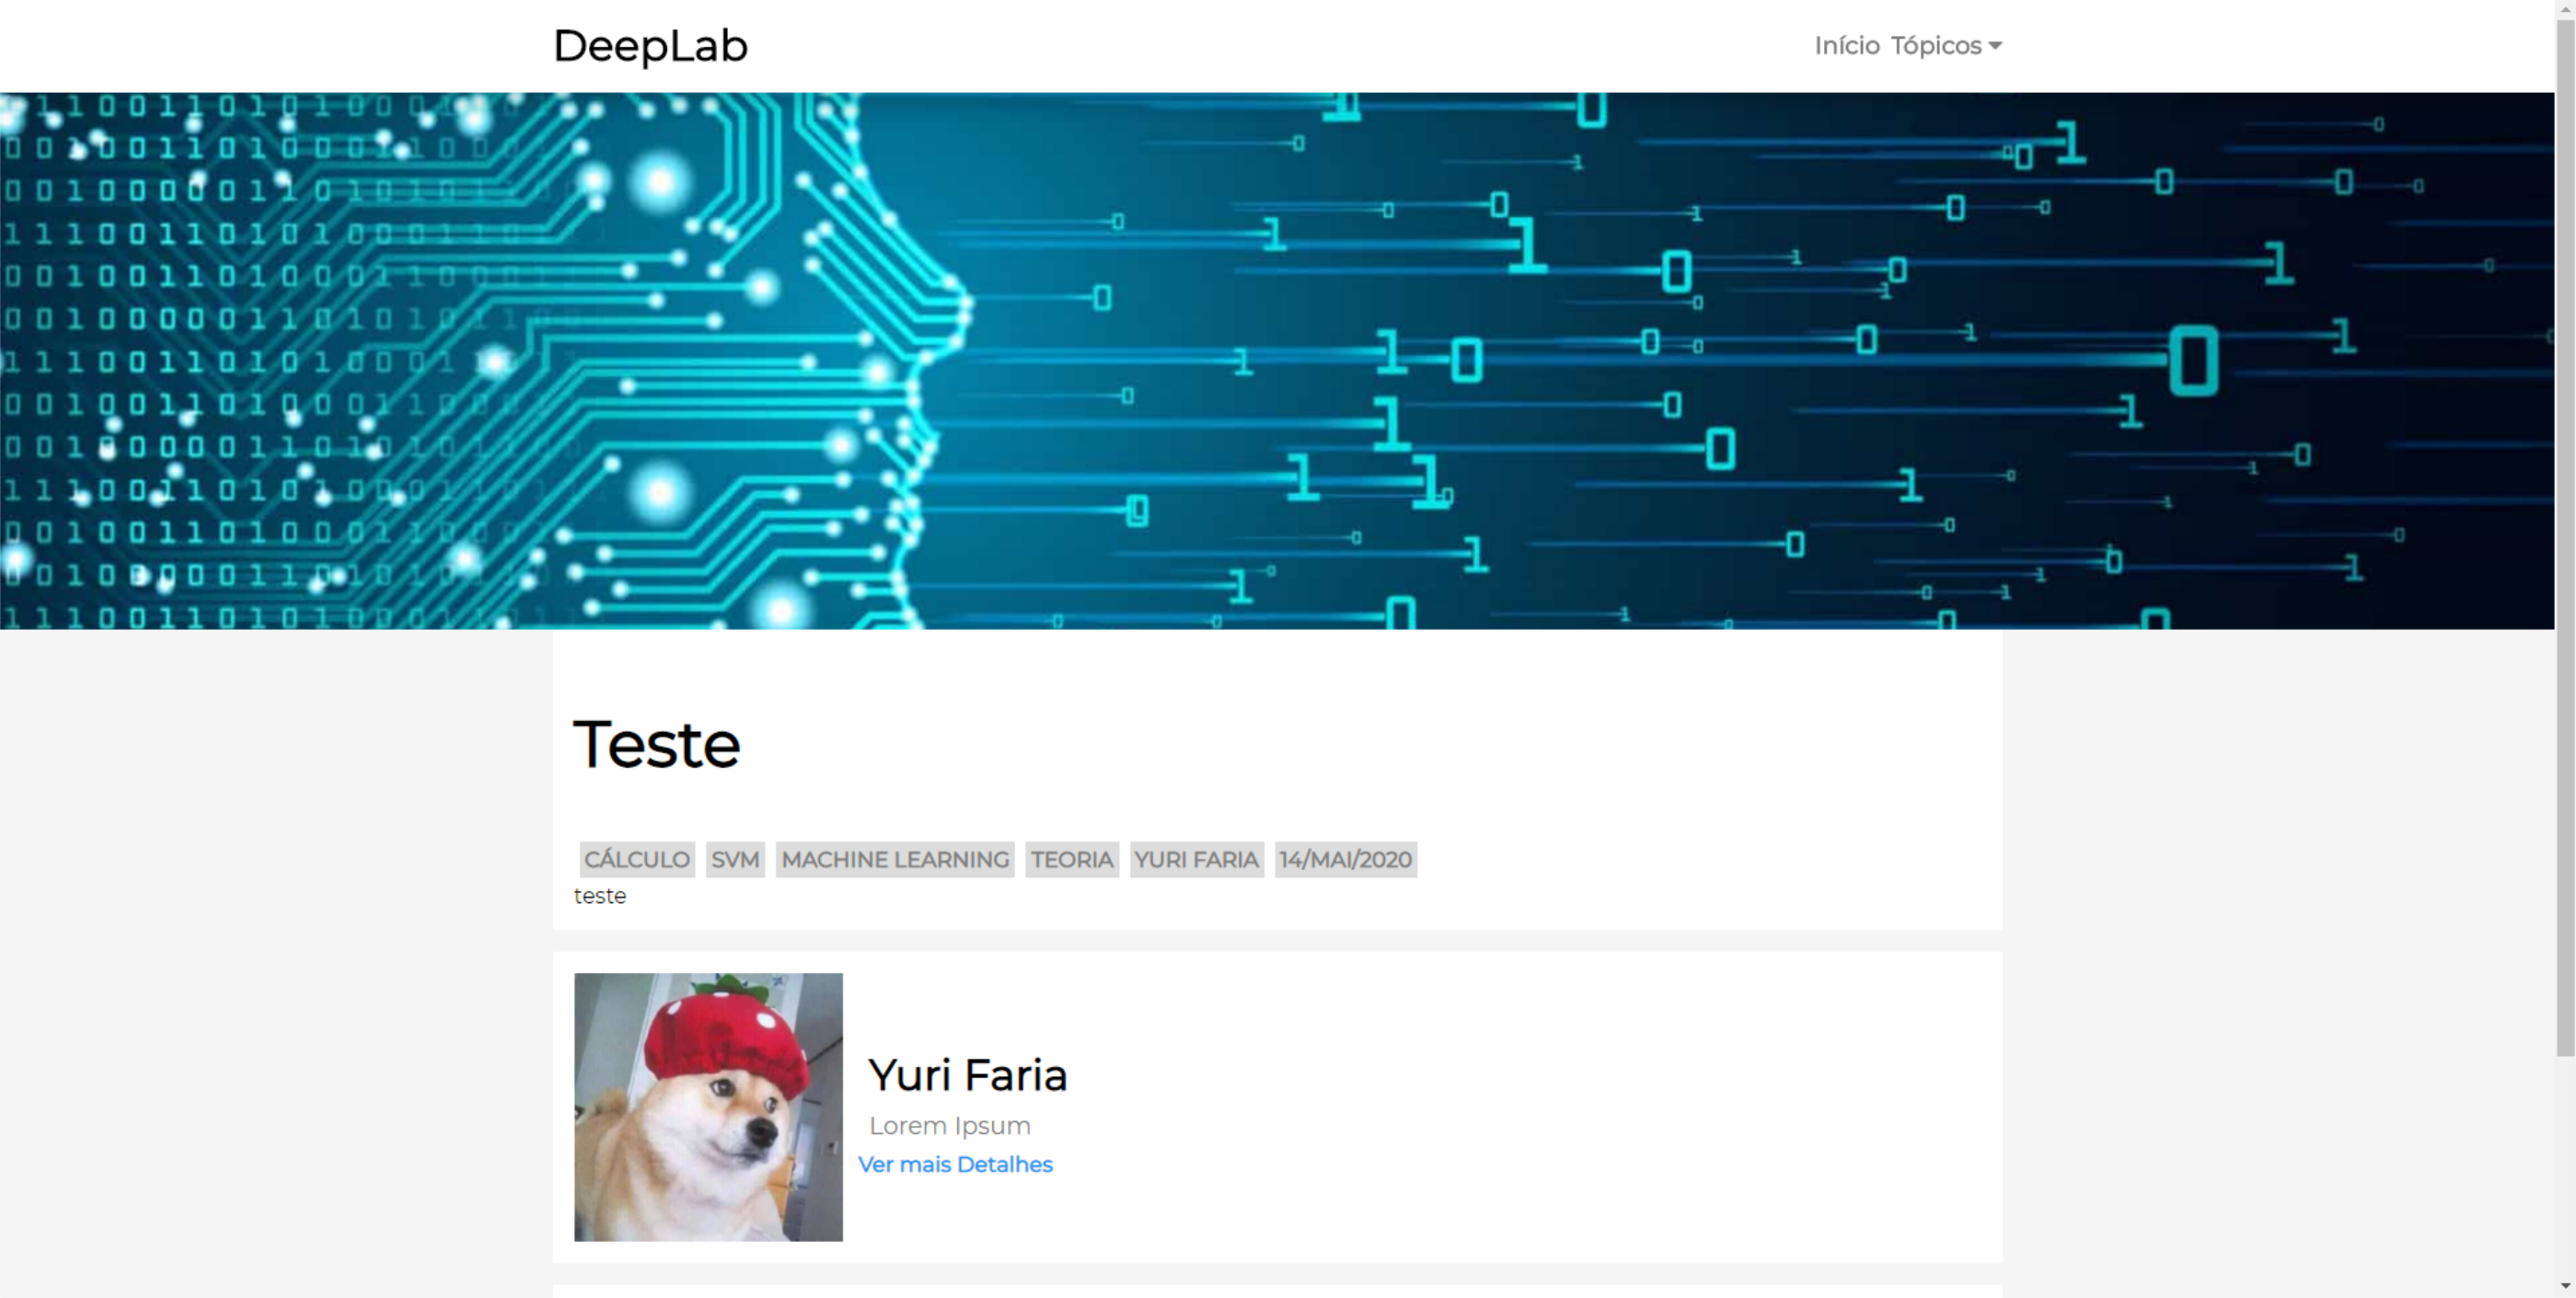 DeepLab
Início Tópicos
Teste
CÁLCULO SVM MACHINE LEARNING TEORIA YURI FARIA 14/MAI/2020
teste
Yuri Faria
Lorem Ipsum
Ver mais Detalhes